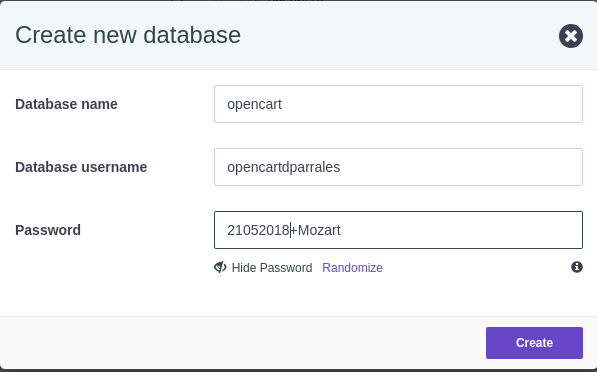 Create new database
Database name
opencart
Database username
opencartdparrales
Password
21052018+Mozart
Hide Password Randomize
Create